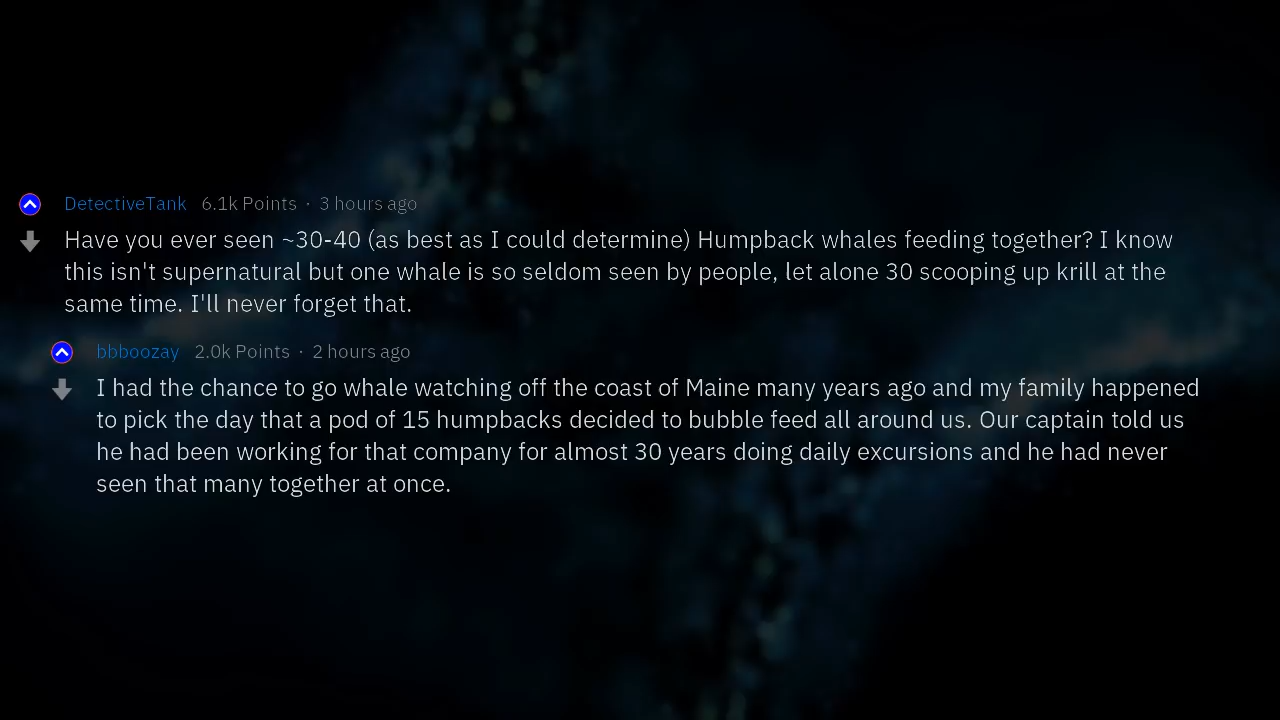 DetectiveTank 6.1k Points · 3 hours ago
Have you ever seen ~30-40 (as best as I could determine) Humpback whales feeding together? I know
this isn't supernatural but one whale is so seldom seen by people, let alone 30 scooping up krill at the
same time. I'll never forget that.
bbboozay 2.0k Points · 2 hours ago
I had the chance to go whale watching off the coast of Maine many years ago and my family happened
to pick the day that a pod of 15 humpbacks decided to bubble feed all around us. Our captain told us
he had been working for that company for almost 30 years doing daily excursions and he had never
seen that many together at once.